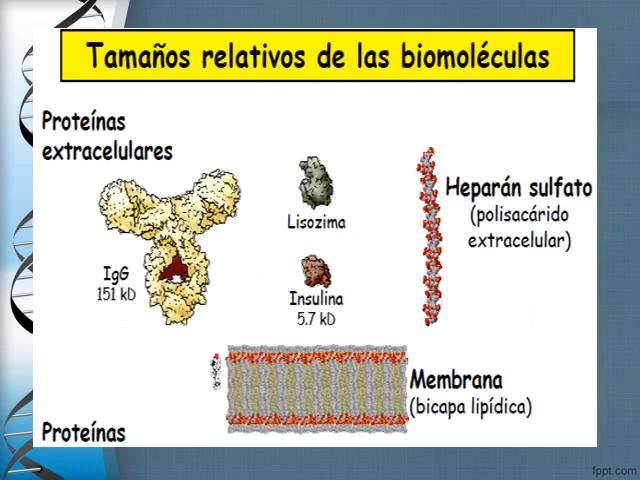 Tamaños relativos de las biomoléculas
Proteínas
extracelulares
Heparán sulfato
(polisacárido
extracelular)
Lisozima
IgG
151 kD
Insulina
5.7 kD
Membrana
(bicapa lipídica)
Proteínas
fppt.com